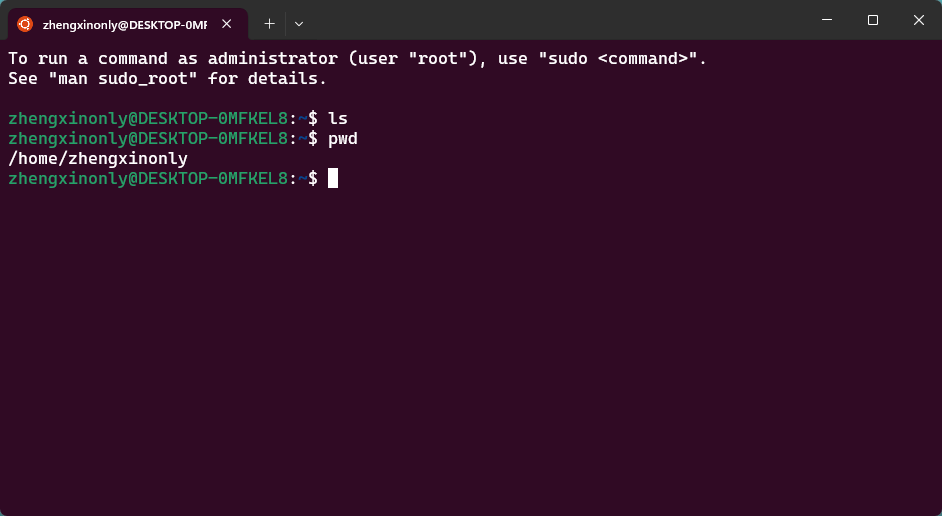 zhengxinonly@DESKTOP-0MF
To run a command as administrator (user "root"), use "sudo <command>".
See "man sudo_root" for details.
zhengxinonly@DESKTOP-0MFKEL8:~$ ls
zhengxinonly@DESKTOP-0MFKEL8:~$ pwd
/home/zhengxinonly
zhengxinonly@DESKTOP-0MFKEL8:~$